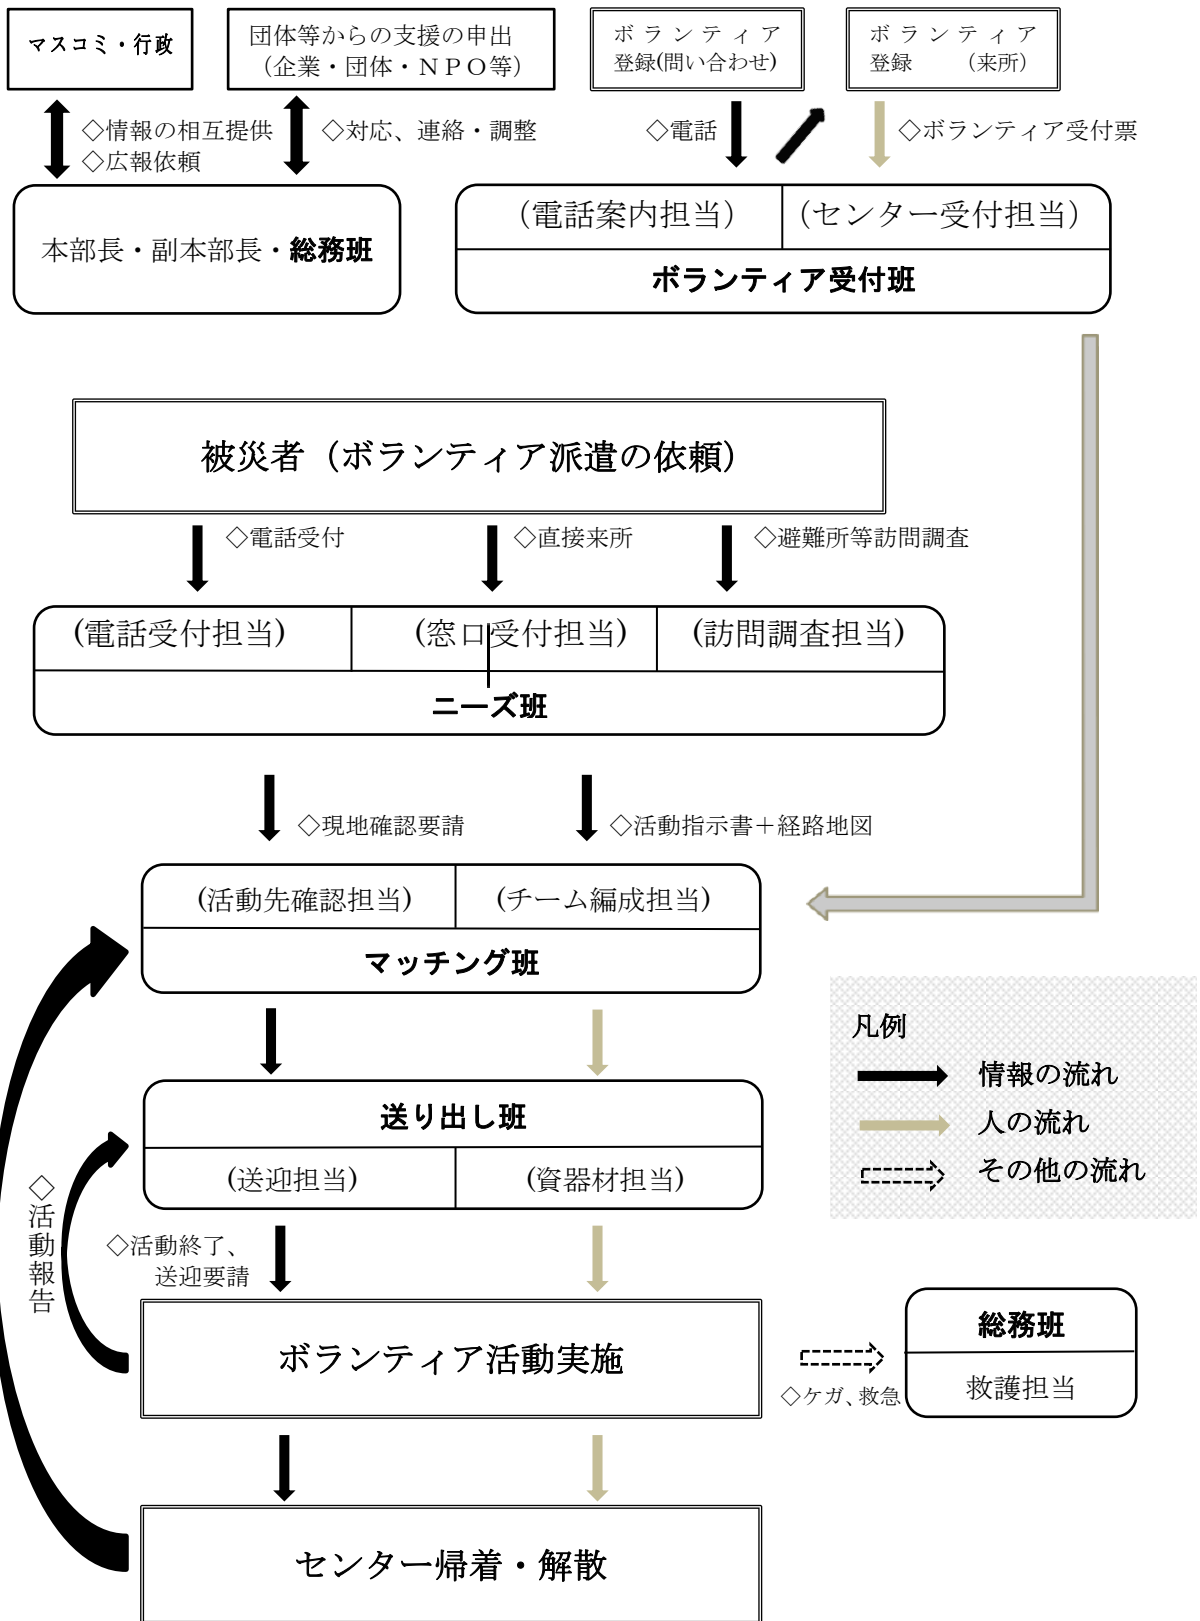 マスコミ・行政
団体等からの支援の申出
（企業・団体・ＮＰＯ等）
ボランティア
登録(問い合わせ)
ボランティア
登録　（来所）
◇情報の相互提供
◇広報依頼
◇対応、連絡・調整
◇電話
◇ボランティア受付票
本部長・副本部長・総務班
（電話案内担当）
（センター受付担当）
ボランティア受付班
被災者（ボランティア派遣の依頼）
◇電話受付
◇直接来所
◇避難所等訪問調査
(電話受付担当)
(窓口受付担当)
(訪問調査担当)
ニーズ班
◇現地確認要請
◇活動指示書＋経路地図
(活動先確認担当)
(チーム編成担当)
マッチング班
凡例
情報の流れ
人の流れ
その他の流れ
送り出し班
(送迎担当)
(資器材担当)
◇活動報告
◇活動終了、
送迎要請
ボランティア活動実施
◇ケガ、救急
総務班
救護担当
センター帰着・解散